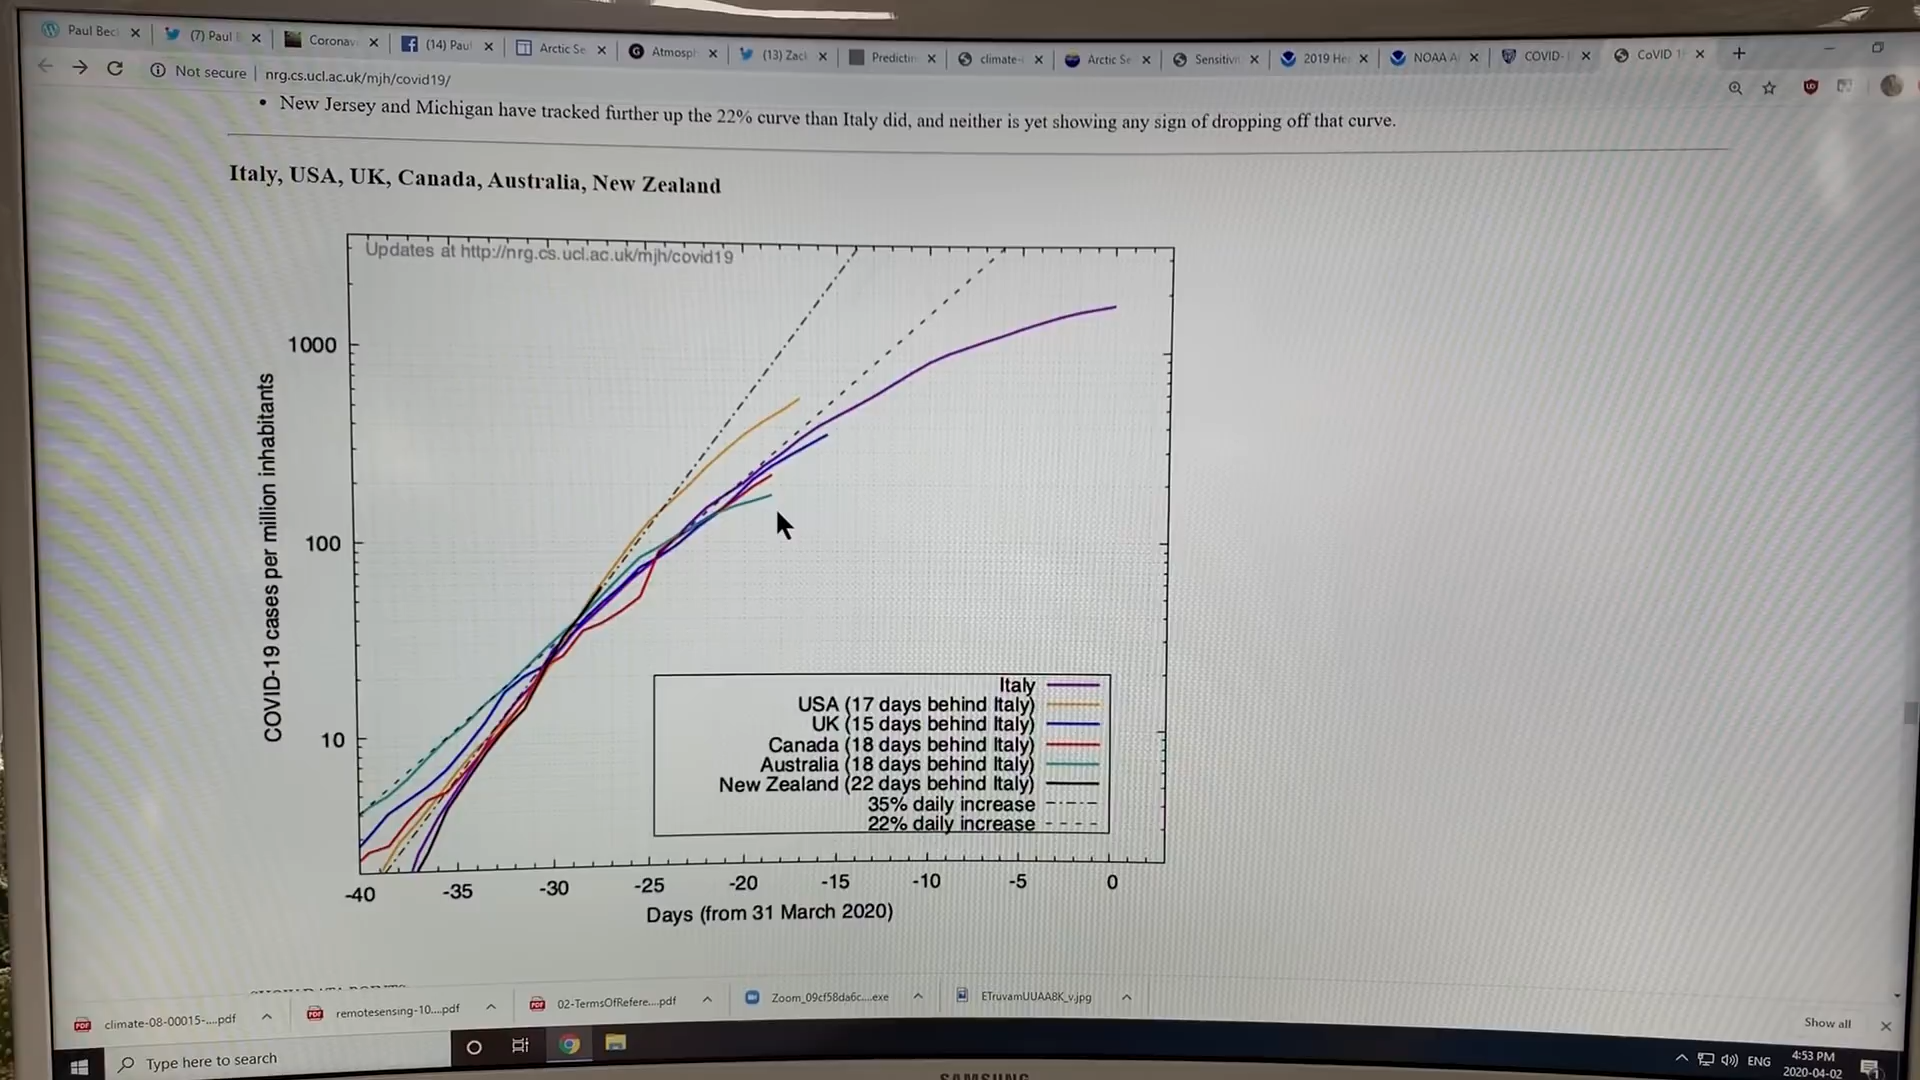 Paul Bec
(7) Paul
Coronav
(14) Pau
Arctic Se
Atmosph
(13) Zac
Predictin
climate-
Arctic Se
Sensitivi
2019 He
NOAA A
COVID-
CoVID 1
Not secure | nrg.cs.ucl.ac.uk/mjh/covid19/
• New Jersey and Michigan have tracked further up the 22% curve than Italy did, and neither is yet showing any sign of dropping off that curve.
Italy, USA, UK, Canada, Australia, New Zealand
Updates at http://nrg.cs.ucl.ac.uk/mjh/covid19
COVID-19 cases per million inhabitants
1000
100
10
Italy
USA (17 days behind Italy)
UK (15 days behind Italy)
Canada (18 days behind Italy)
Australia (18 days behind Italy)
New Zealand (22 days behind Italy)
35% daily increase
22% daily increase
-40 -35 -30 -25 -20 -15 -10 -5 0
Days (from 31 March 2020)
climate-08-00015-....pdf
remotesensing-10....pdf
02-TermsOfRefere....pdf
Zoom_09cf58da6c....exe
ETruvamUUAA8K_v.jpg
Show all
Type here to search
ENG
4:53 PM
2020-04-02
1
SAMSUNG